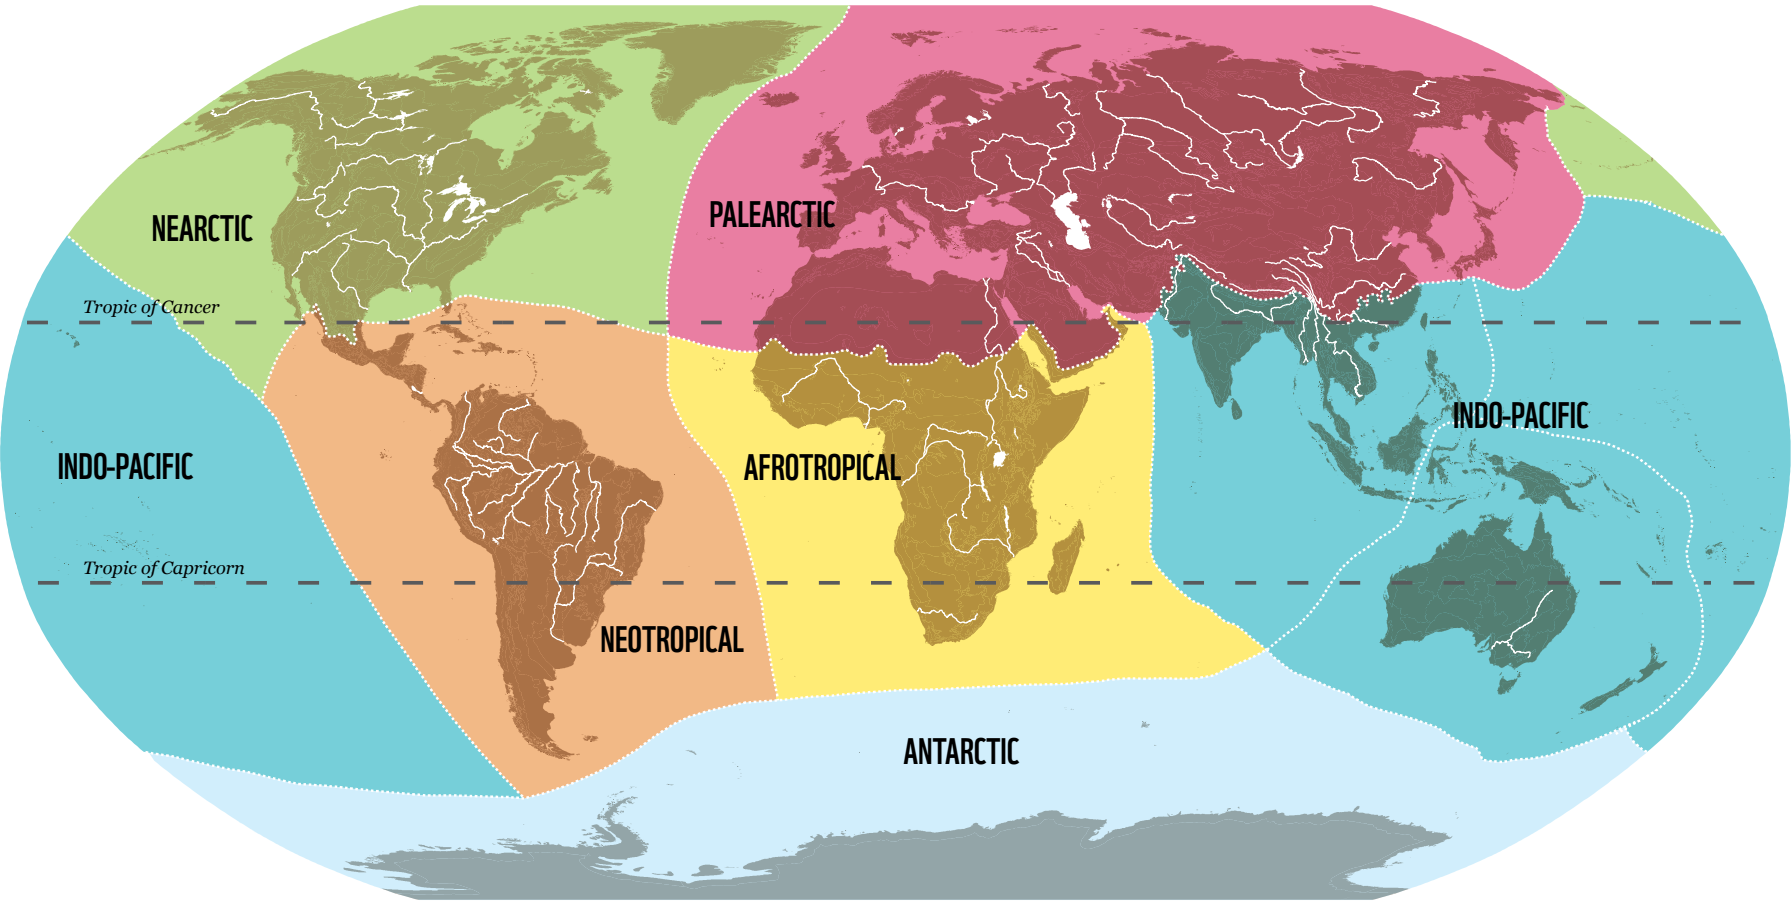 NEARCTIC
PALEARCTIC
Tropic of Cancer
INDO-PACIFIC
INDO-PACIFIC
AFROTROPICAL
Tropic of Capricorn
NEOTROPICAL
ANTARCTIC